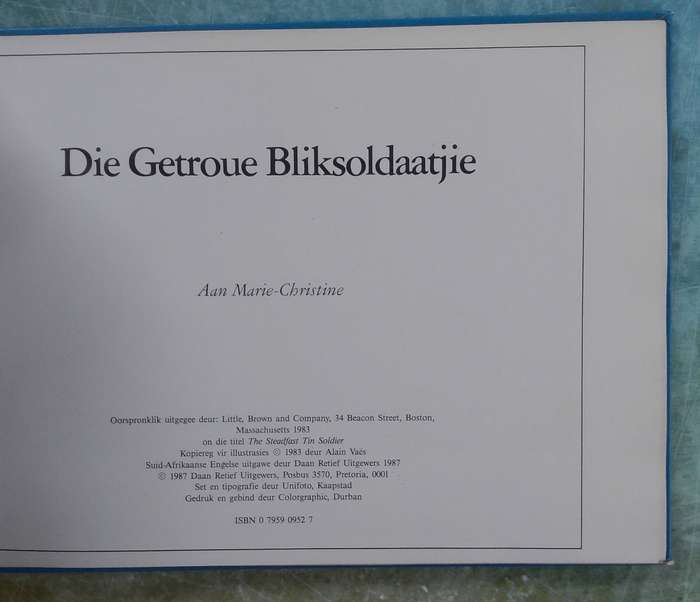 Die Getroue Bliksoldaatjie
Aan Marie-Christine
Oorspronklik uitgegee deur: Little, Brown and Company, 34 Beacon Street, Boston,
Massachusetts 1983
on die titel The Steadfast Tin Soldier
Kopiereg vir illustrasies © 1983 deur Alain Vaës
Suid-Afrikaanse Engelse uitgawe deur Daan Retief Uitgewers 1987
© 1987 Daan Retief Uitgewers, Posbus 3570, Pretoria, 0001
Set en tipografie deur Unifoto, Kaapstad
Gedruk en gebind deur Colorgraphic, Durban
ISBN 0 7959 0952 7